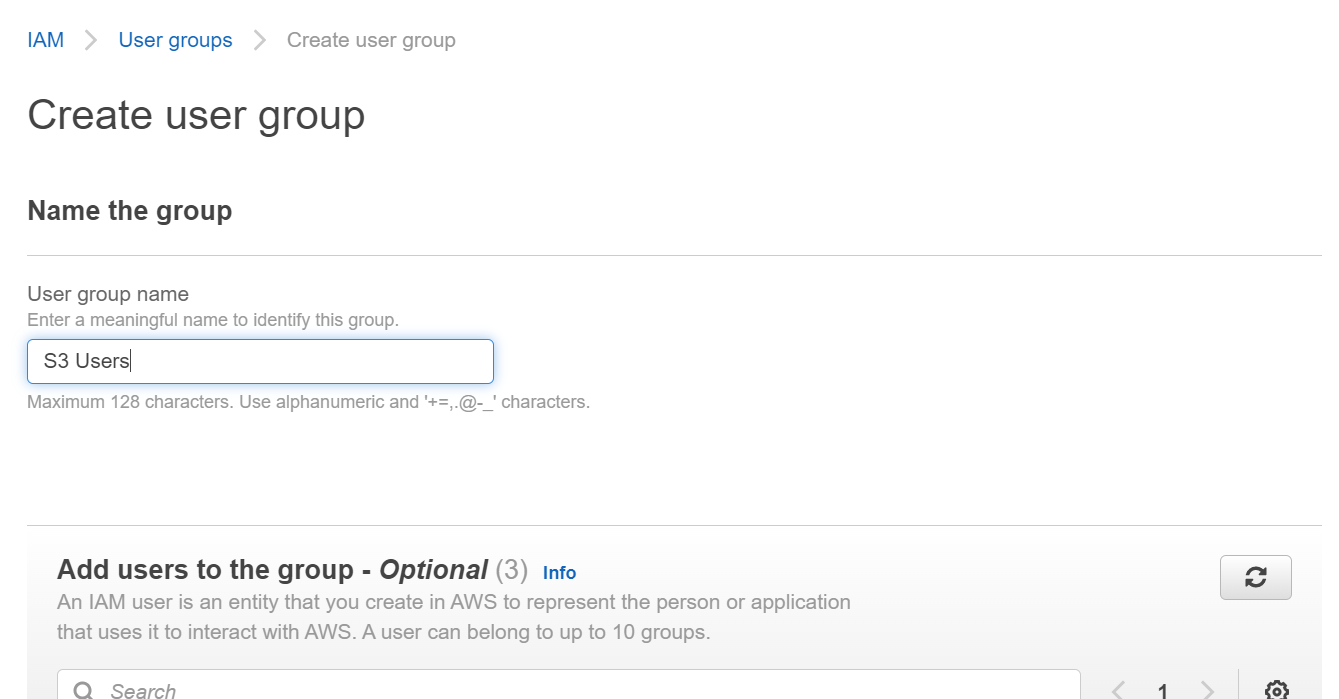 IAM > User groups > Create user group
Create user group
Name the group
User group name
Enter a meaningful name to identify this group.
S3 Users
Maximum 128 characters. Use alphanumeric and '+=,.@-_' characters.
Add users to the group - Optional (3) Info
An IAM user is an entity that you create in AWS to represent the person or application
that uses it to interact with AWS. A user can belong to up to 10 groups.
Search 1